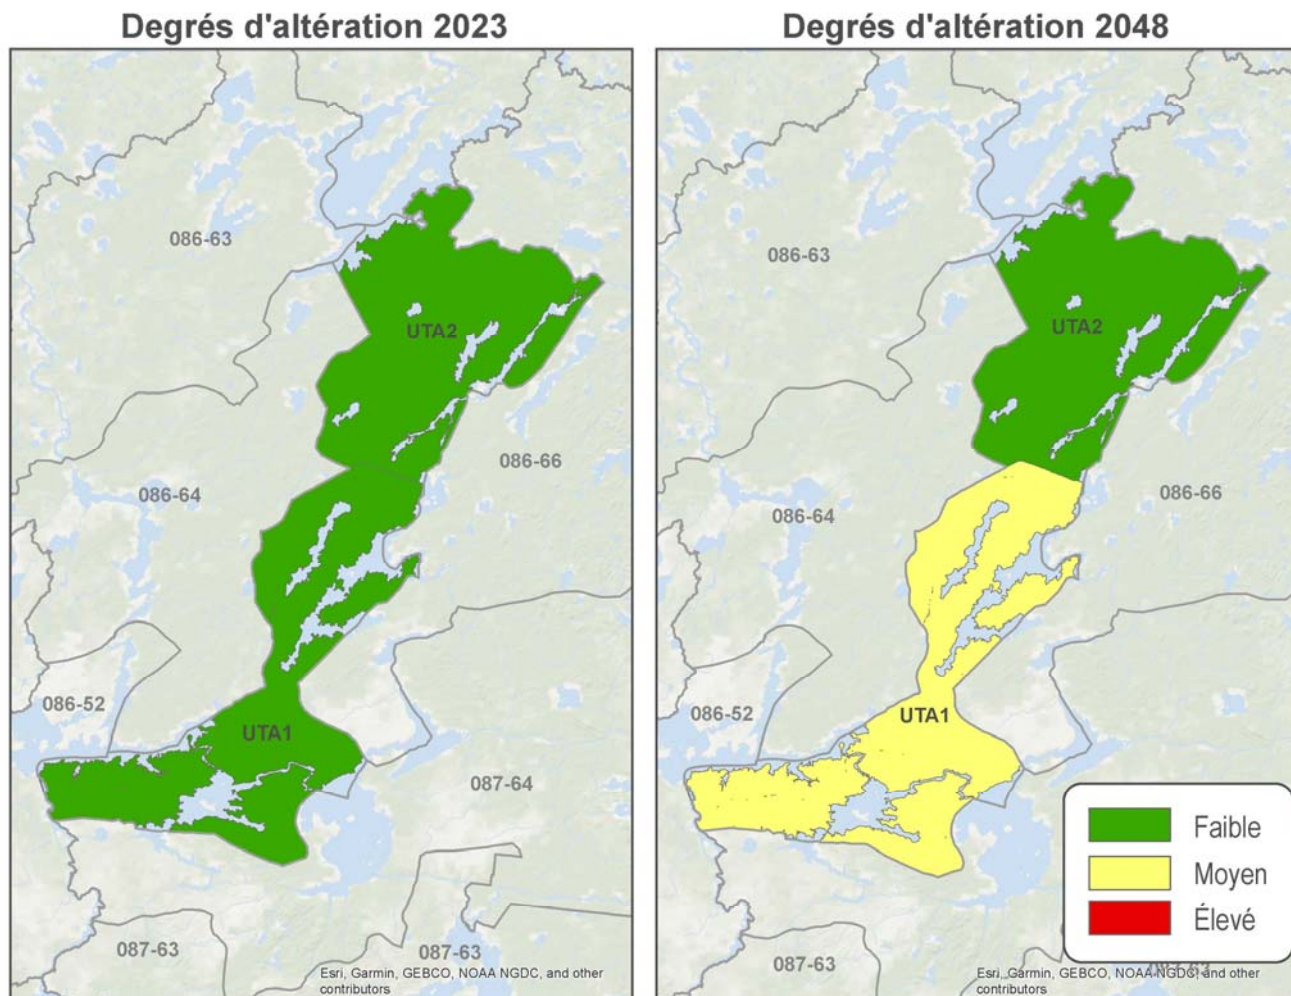 Degrés d'altération 2023
086-63
UTA2
086-66
086-64
086-52
UTA1
087-64
087-63
087-63
Esri, Garmin, GEBCO, NOAA NGDC, and other
contributors
Degrés d'altération 2048
086-63
UTA2
086-66
086-64
086-52
UTA1
Faible
Moyen
Élevé
087-63
087-63
Esri, Garmin, GEBCO, NOAA NGDC, and other
contributors